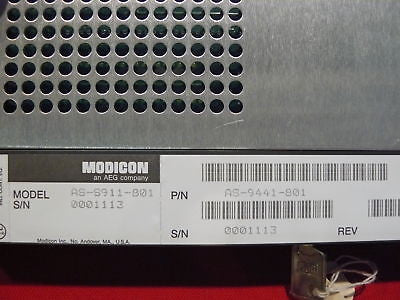 MODICON
an AEG company
MODEL AS-S911-801
S/N 0001113
Modicon Inc., No. Andover, MA., U.S.A.
P/N AS-9441-801
S/N 0001113 REV